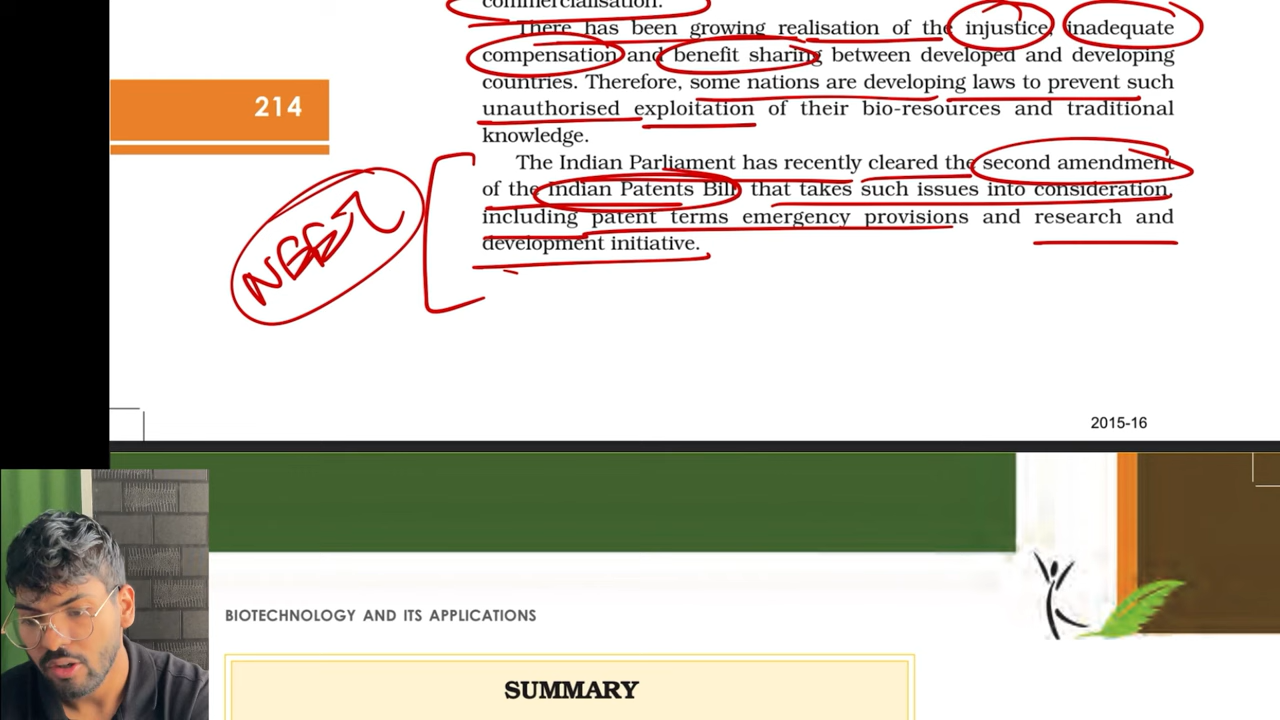 commercialisation.
There has been growing realisation of the injustice, inadequate
compensation and benefit sharing between developed and developing
countries. Therefore, some nations are developing laws to prevent such
unauthorised exploitation of their bio-resources and traditional
knowledge.
214
The Indian Parliament has recently cleared the second amendment
of the Indian Patents Bill, that takes such issues into consideration,
including patent terms emergency provisions and research and
development initiative.
NEET
2015-16
BIOTECHNOLOGY AND ITS APPLICATIONS
SUMMARY